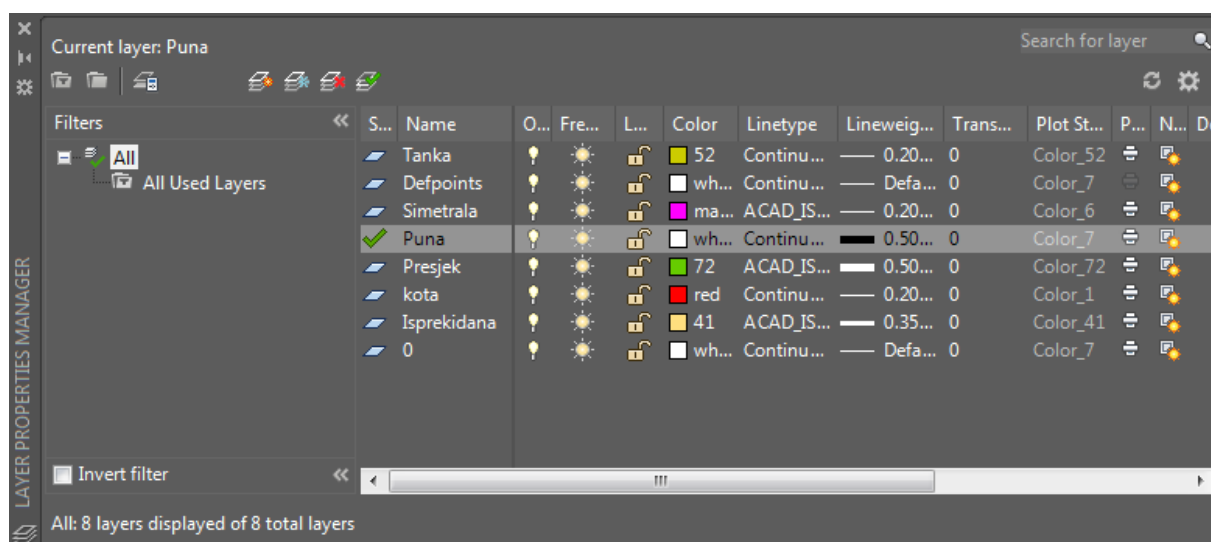 Current layer: Puna
Search for layer
Filters
S... Name O... Fre... L... Color Linetype Lineweig... Trans... Plot St... P... N... D
All
All Used Layers
Tanka 52 Continu... 0.20... 0 Color_52
Defpoints wh... Continu... Defa... 0 Color_7
Simetrala ma... ACAD_IS... 0.20... 0 Color_6
Puna wh... Continu... 0.50... 0 Color_7
Presjek 72 ACAD_IS... 0.50... 0 Color_72
kota red Continu... 0.20... 0 Color_1
Isprekidana 41 ACAD_IS... 0.35... 0 Color_41
0 wh... Continu... Defa... 0 Color_7
Invert filter
All: 8 layers displayed of 8 total layers
LAYER PROPERTIES MANAGER